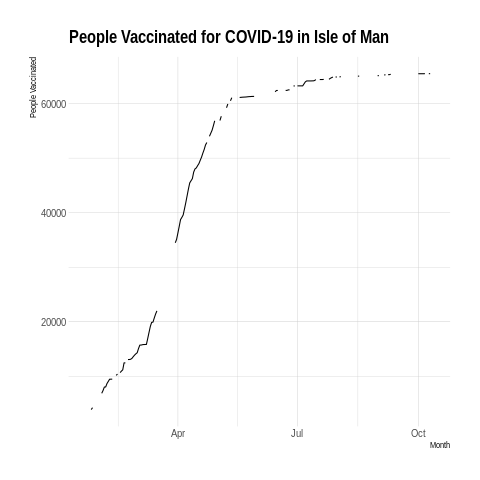 People Vaccinated for COVID-19 in Isle of Man
People Vaccinated
60000
40000
20000
Apr
Jul
Oct
Month